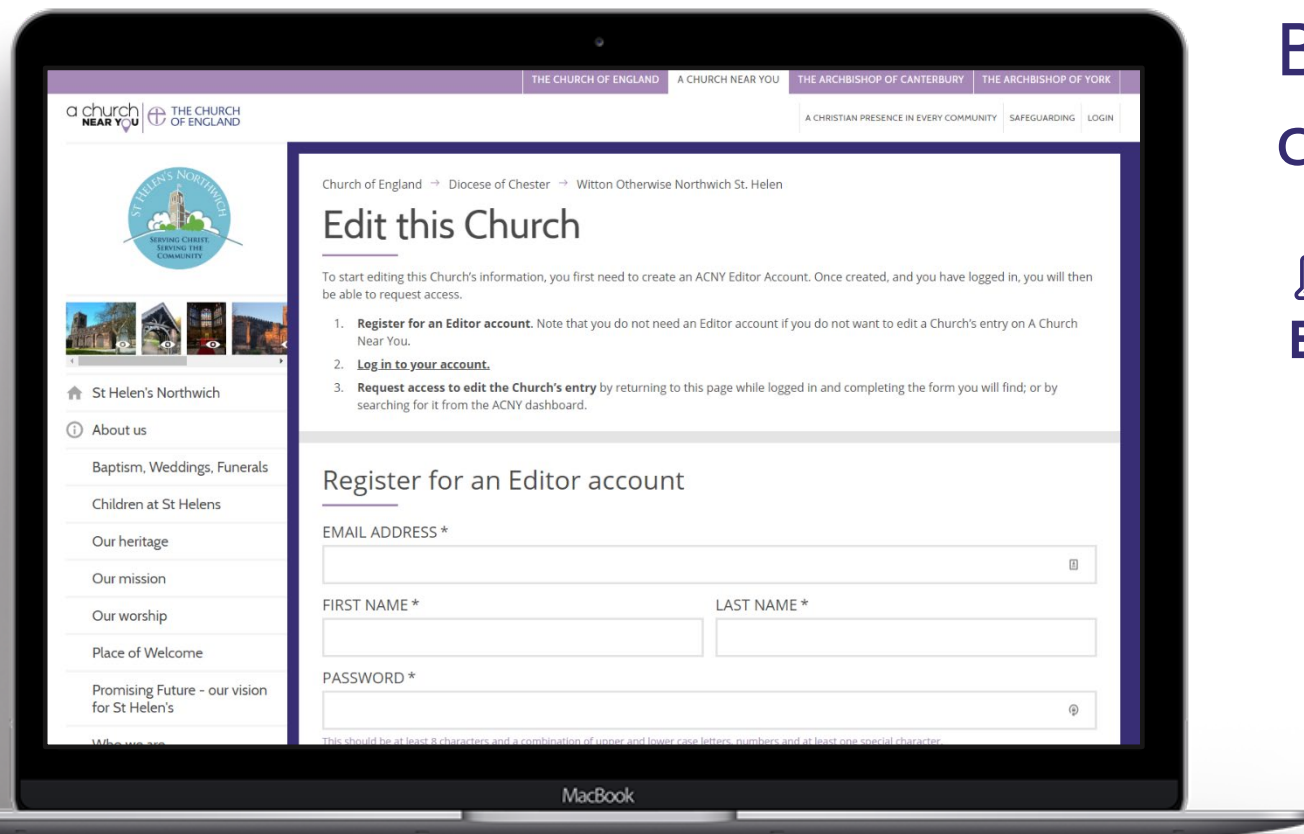 THE CHURCH OF ENGLAND
A CHURCH NEAR YOU
THE ARCHBISHOP OF CANTERBURY
THE ARCHBISHOP OF YORK
a church
NEAR YOU
THE CHURCH
OF ENGLAND
A CHRISTIAN PRESENCE IN EVERY COMMUNITY
SAFEGUARDING
LOGIN
ST HELEN'S NORTHWICH
SERVING CHRIST,
SERVING THE
COMMUNITY
St Helen's Northwich
About us
Baptism, Weddings, Funerals
Children at St Helens
Our heritage
Our mission
Our worship
Place of Welcome
Promising Future - our vision
for St Helen's
Who we are
Church of England → Diocese of Chester → Witton Otherwise Northwich St. Helen
Edit this Church
To start editing this Church's information, you first need to create an ACNY Editor Account. Once created, and you have logged in, you will then
be able to request access.
1. Register for an Editor account. Note that you do not need an Editor account if you do not want to edit a Church's entry on A Church
Near You.
2. Log in to your account.
3. Request access to edit the Church's entry by returning to this page while logged in and completing the form you will find; or by
searching for it from the ACNY dashboard.
Register for an Editor account
EMAIL ADDRESS *
FIRST NAME *
LAST NAME *
PASSWORD *
This should be at least 8 characters and a combination of upper and lower case letters, numbers and at least one special character.
MacBook